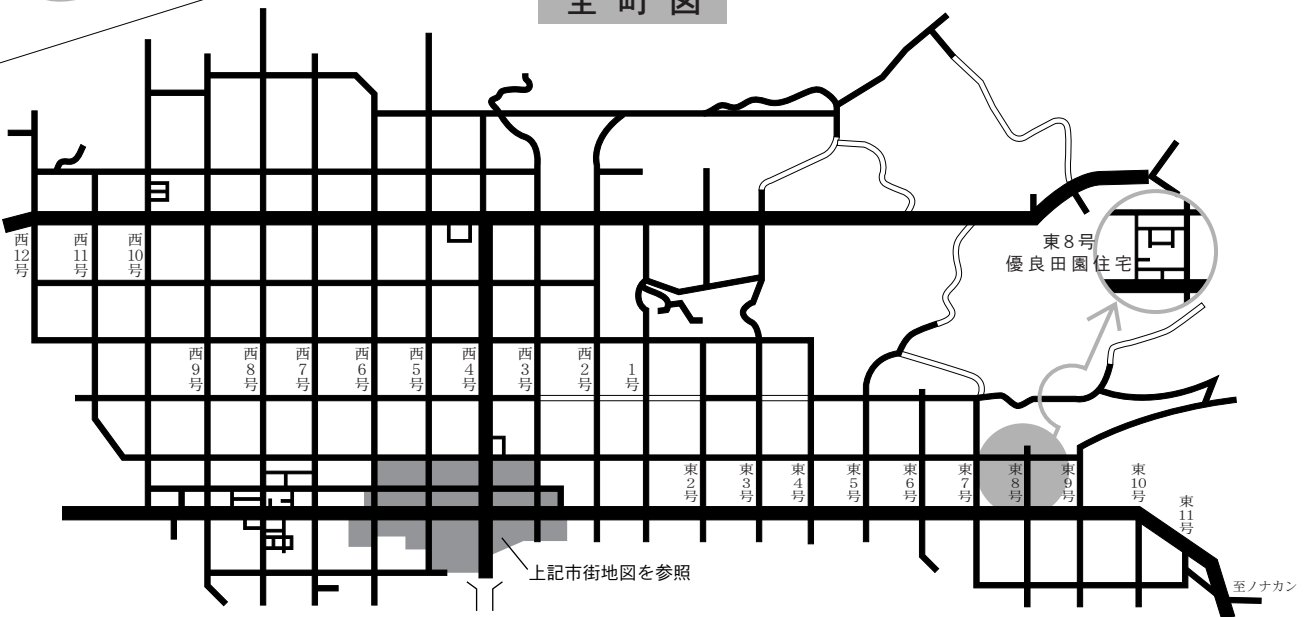 全町図
東8号
優良田園住宅
西12号
西11号
西10号
西9号
西8号
西7号
西6号
西5号
西4号
西3号
西2号
1号
東2号
東3号
東4号
東5号
東6号
東7号
東8号
東9号
東10号
東11号
上記市街地図を参照
至ノナカン